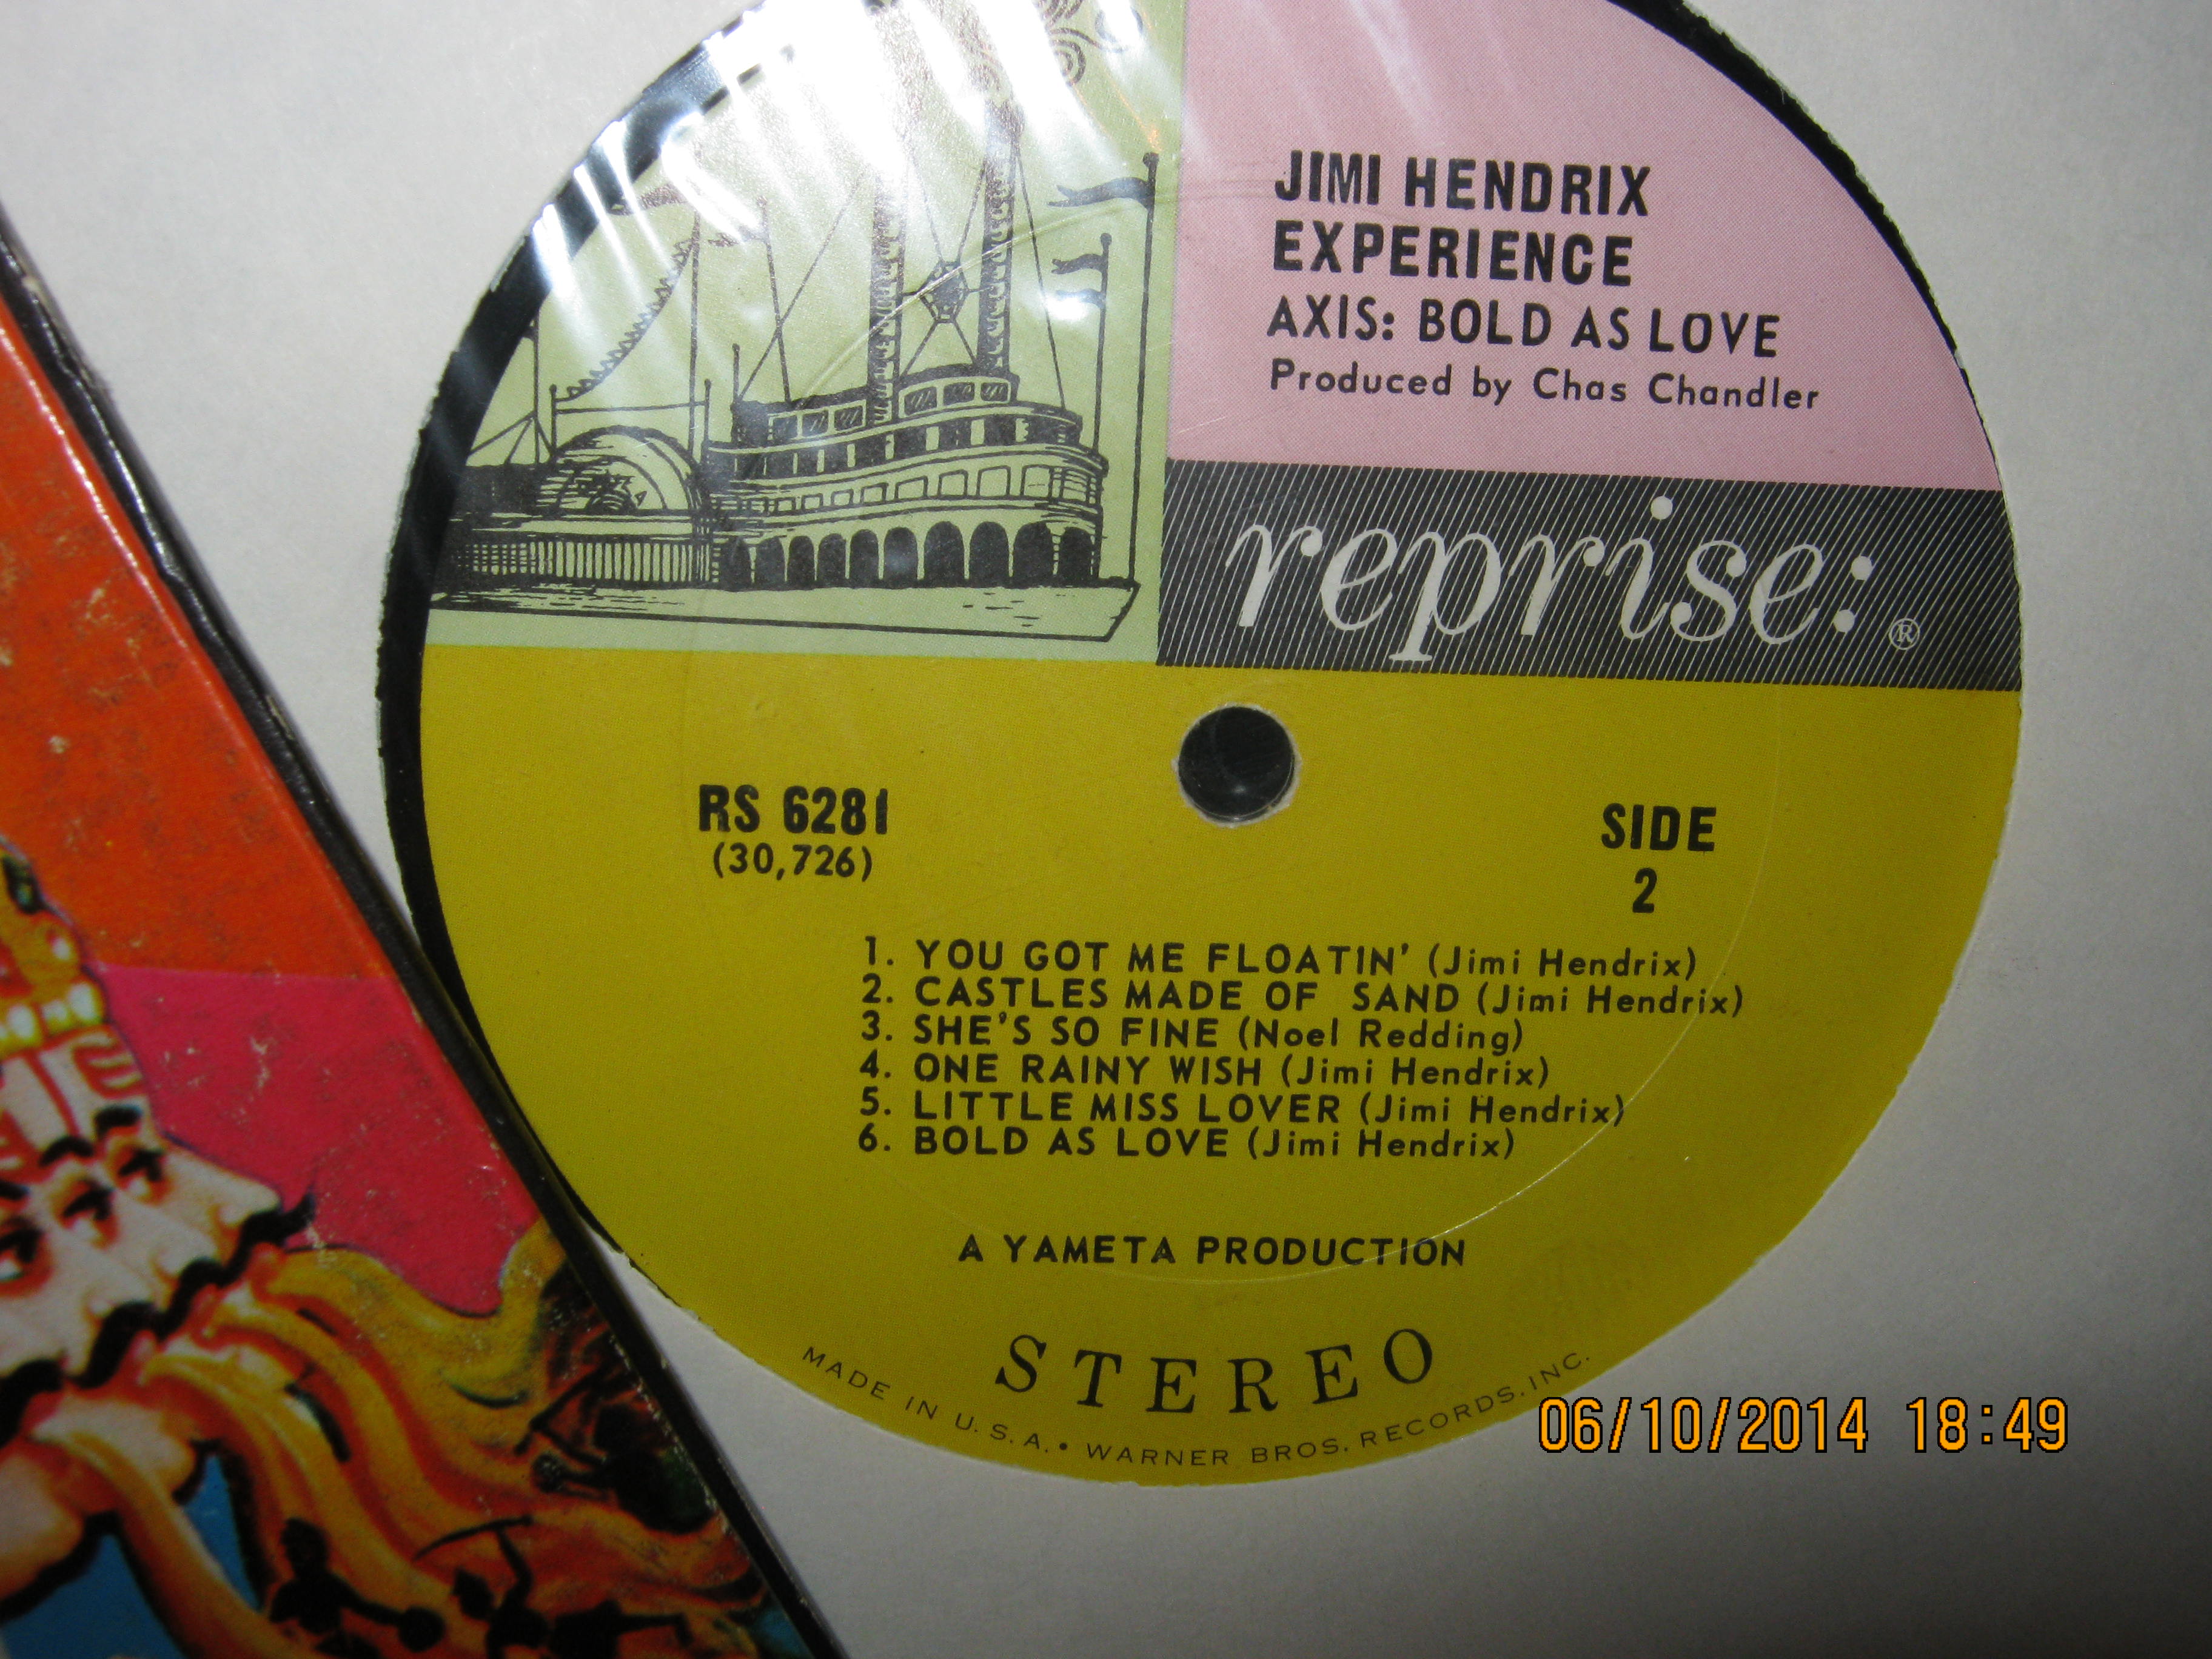 JIMI HENDRIX
EXPERIENCE
AXIS: BOLD AS LOVE
Produced by Chas Chandler
reprise: ®
RS 6281
(30,726)
SIDE
2
1. YOU GOT ME FLOATIN' (Jimi Hendrix)
2. CASTLES MADE OF SAND (Jimi Hendrix)
3. SHE'S SO FINE (Noel Redding)
4. ONE RAINY WISH (Jimi Hendrix)
5. LITTLE MISS LOVER (Jimi Hendrix)
6. BOLD AS LOVE (Jimi Hendrix)
A YAMETA PRODUCTION
STEREO
MADE IN U.S.A. • WARNER BROS. RECORDS, INC.
06/10/2014 18:49